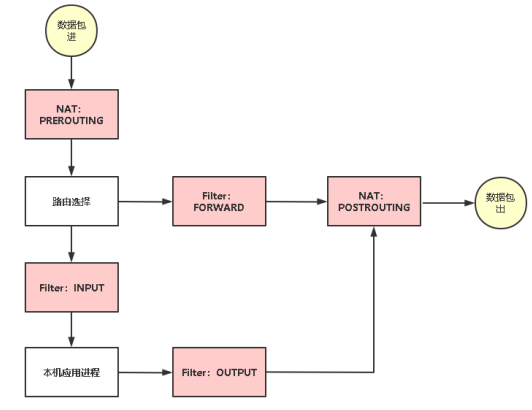 数据包
进
NAT:
PREROUTING
路由选择
Filter:
FORWARD
NAT:
POSTROUTING
数据包
出
Filter: INPUT
本机应用进程
Filter: OUTPUT